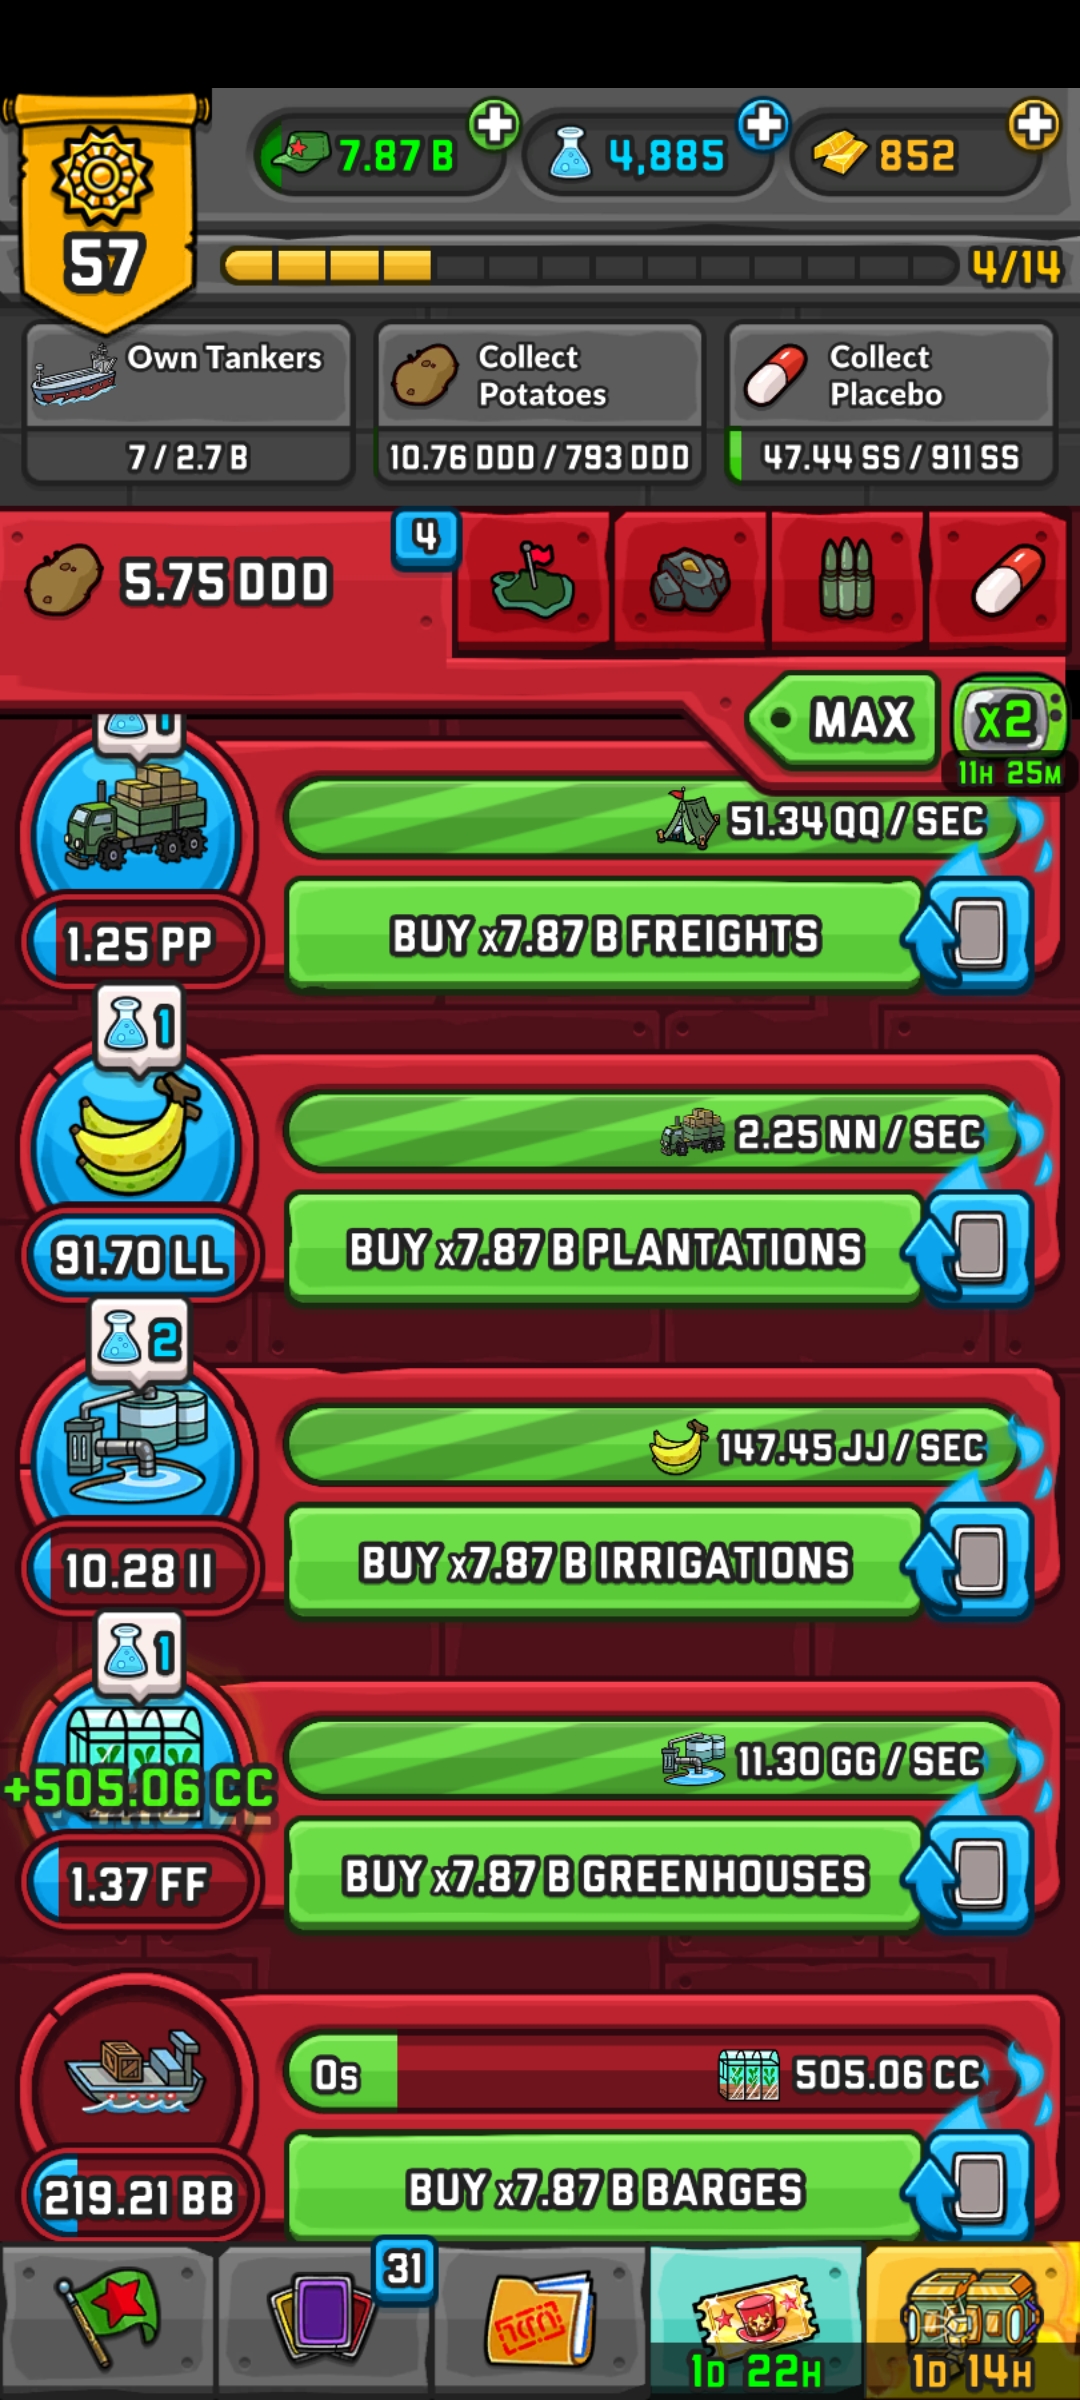 57
7.87 B
4,885
852
4/14
Own Tankers
7 / 2.7 B
Collect
Potatoes
10.76 DDD / 793 DDD
Collect
Placebo
47.44 SS / 911 SS
5.75 DDD
4
MAX
x2
11H 25M
1
51.34 QQ / SEC
1.25 PP
BUY x7.87 B FREIGHTS
1
2.25 NN / SEC
91.70 LL
BUY x7.87 B PLANTATIONS
2
147.45 JJ / SEC
10.28 II
BUY x7.87 B IRRIGATIONS
1
11.30 GG / SEC
+505.06 CC
1.37 FF
BUY x7.87 B GREENHOUSES
0s
505.06 CC
219.21 BB
BUY x7.87 B BARGES
31
1D 22H
1D 14H